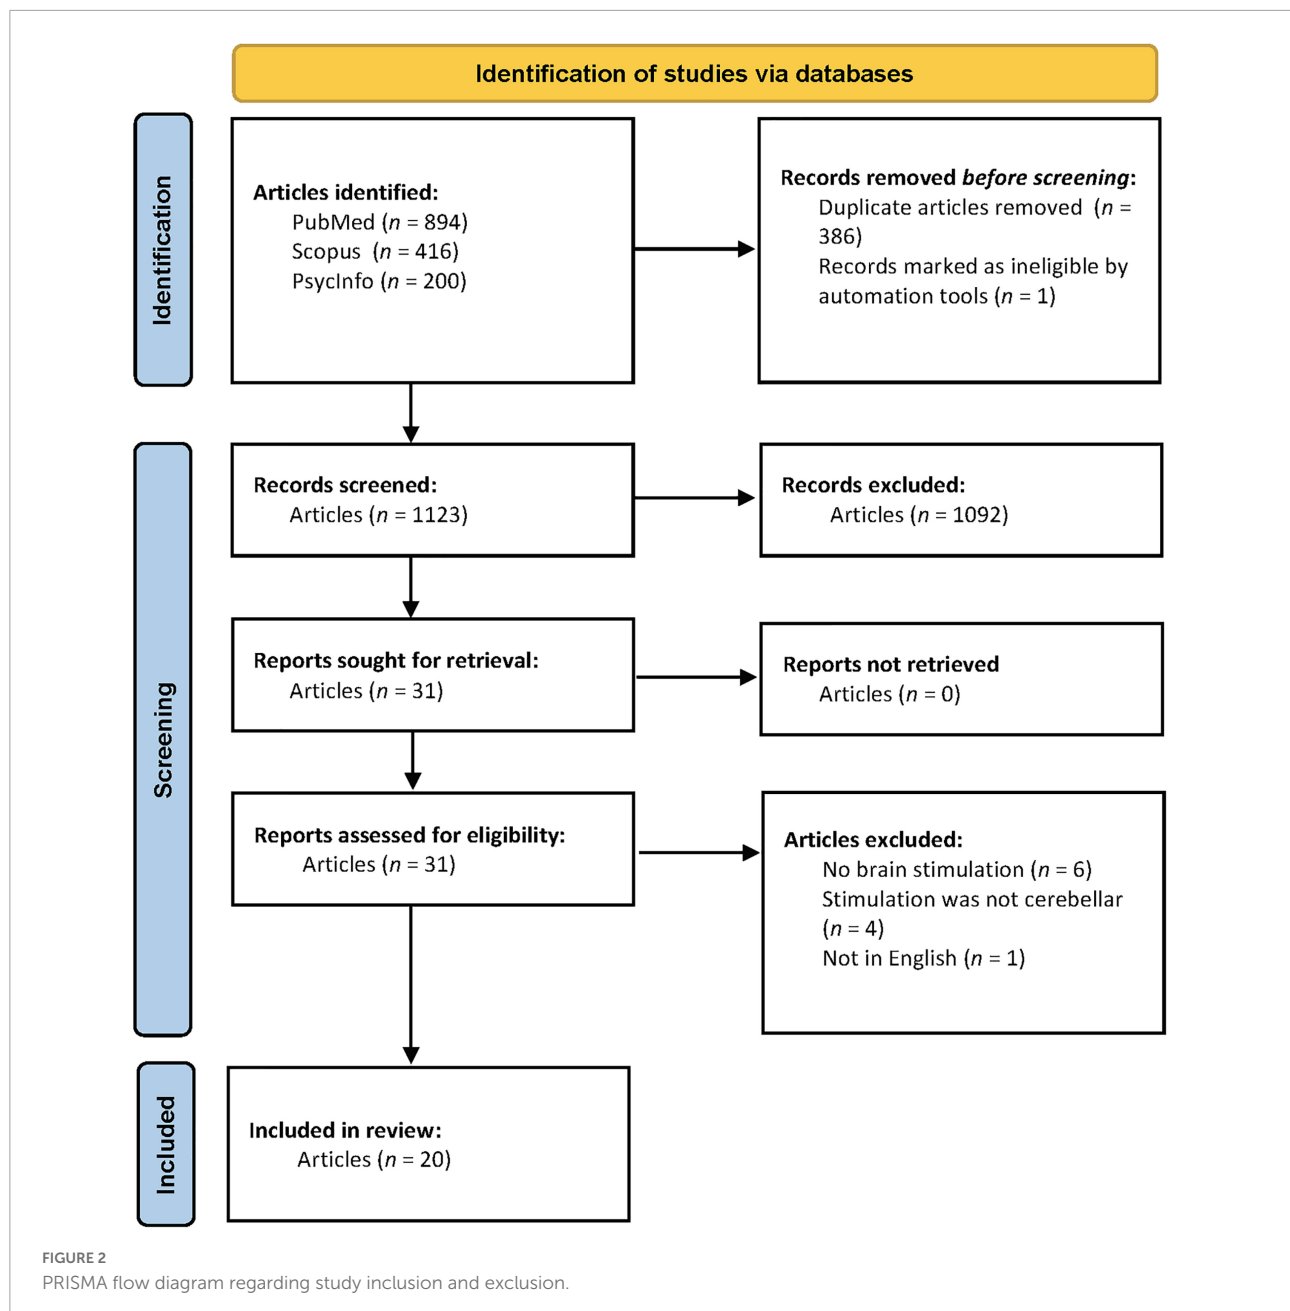 Identification of studies via databases
Identification
Articles identified:
PubMed (n = 894)
Scopus (n = 416)
PsycInfo (n = 200)
Records removed before screening:
Duplicate articles removed (n =
386)
Records marked as ineligible by
automation tools (n = 1)
Screening
Records screened:
Articles (n = 1123)
Records excluded:
Articles (n = 1092)
Reports sought for retrieval:
Articles (n = 31)
Reports not retrieved
Articles (n = 0)
Reports assessed for eligibility:
Articles (n = 31)
Articles excluded:
No brain stimulation (n = 6)
Stimulation was not cerebellar
(n = 4)
Not in English (n = 1)
Included
Included in review:
Articles (n = 20)
FIGURE 2
PRISMA flow diagram regarding study inclusion and exclusion.